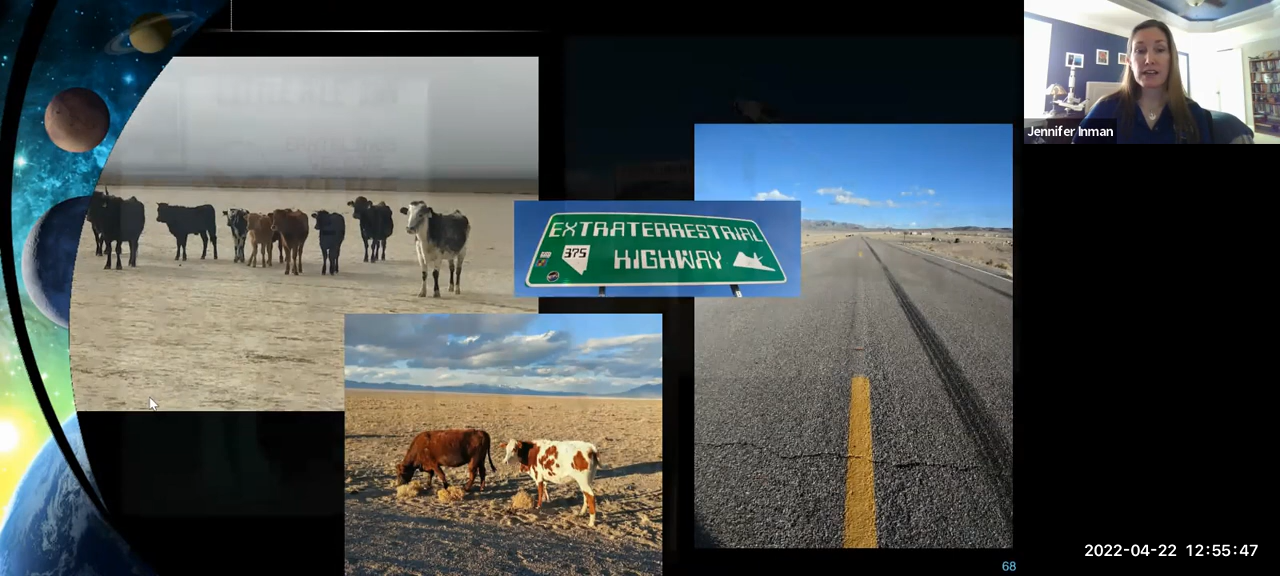 Jennifer Inman
EXTRATERRESTRIAL
375
HIGHWAY
68
2022-04-22 12:55:47